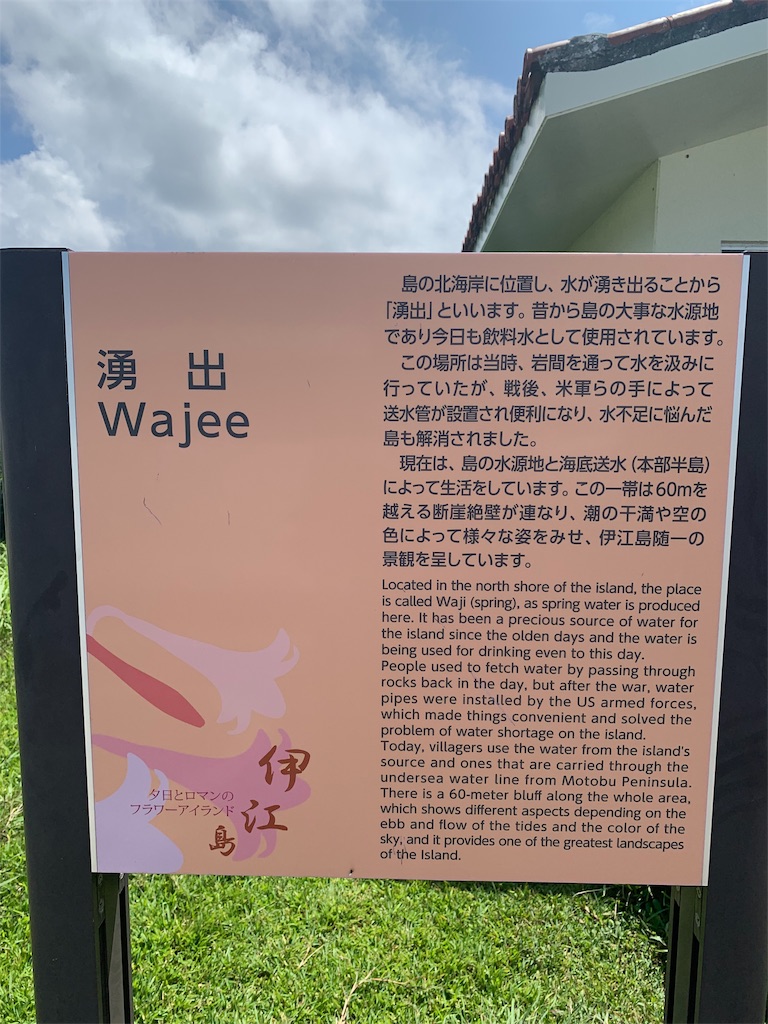 湧 出
Wajee
島の北海岸に位置し、水が湧き出ることから
「湧出」といいます。昔から島の大事な水源地
であり今日も飲料水として使用されています。
この場所は当時、岩間を通って水を汲みに
行っていたが、戦後、米軍らの手によって
送水管が設置され便利になり、水不足に悩んだ
島も解消されました。
現在は、島の水源地と海底送水（本部半島）
によって生活をしています。この一帯は60mを
越える断崖絶壁が連なり、潮の干満や空の
色によって様々な姿をみせ、伊江島随一の
景観を呈しています。
Located in the north shore of the island, the place
is called Waji (spring), as spring water is produced
here. It has been a precious source of water for
the island since the olden days and the water is
being used for drinking even to this day.
People used to fetch water by passing through
rocks back in the day, but after the war, water
pipes were installed by the US armed forces,
which made things convenient and solved the
problem of water shortage on the island.
Today, villagers use the water from the island's
source and ones that are carried through the
undersea water line from Motobu Peninsula.
There is a 60-meter bluff along the whole area,
which shows different aspects depending on the
ebb and flow of the tides and the color of the
sky, and it provides one of the greatest landscapes
of the Island.
夕日とロマンの
フラワーアイランド
伊江島